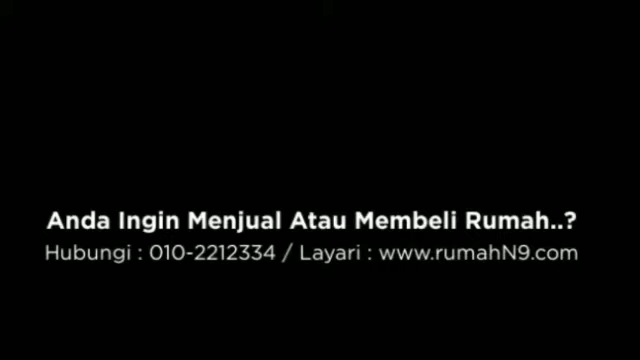 Anda Ingin Menjual Atau Membeli Rumah..?
Hubungi : 010-2212334 / Layari : www.rumahN9.com